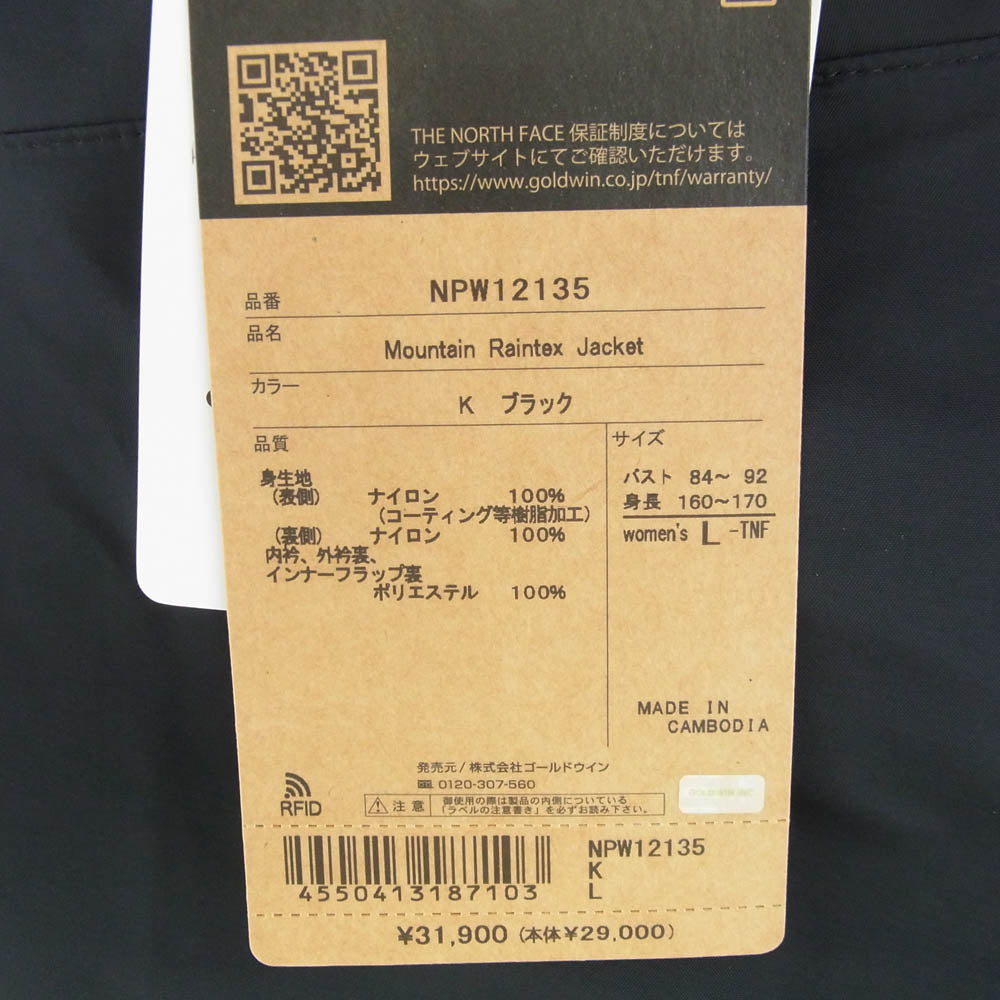 THE NORTH FACE 保証制度については
ウェブサイトにてご確認いただけます。
https://www.goldwin.co.jp/tnf/warranty/
品番 NPW12135
品名 Mountain Raintex Jacket
カラー K ブラック
品質
身生地
(表側) ナイロン 100%
(コーティング等樹脂加工)
(裏側) ナイロン 100%
内衿、外衿裏、
インナーフラップ裏
ポリエステル 100%
サイズ
バスト 84～ 92
身長 160～170
women's L -TNF
MADE IN
CAMBODIA
発売元/株式会社ゴールドウイン
0120-307-560
RFID
注意
御使用の際は製品の内側についている
「ラベルの注意書き」を必ずお読み下さい。
GOLDWIN INC.
4550413187103
NPW12135
K
L
¥31,900 (本体¥29,000)